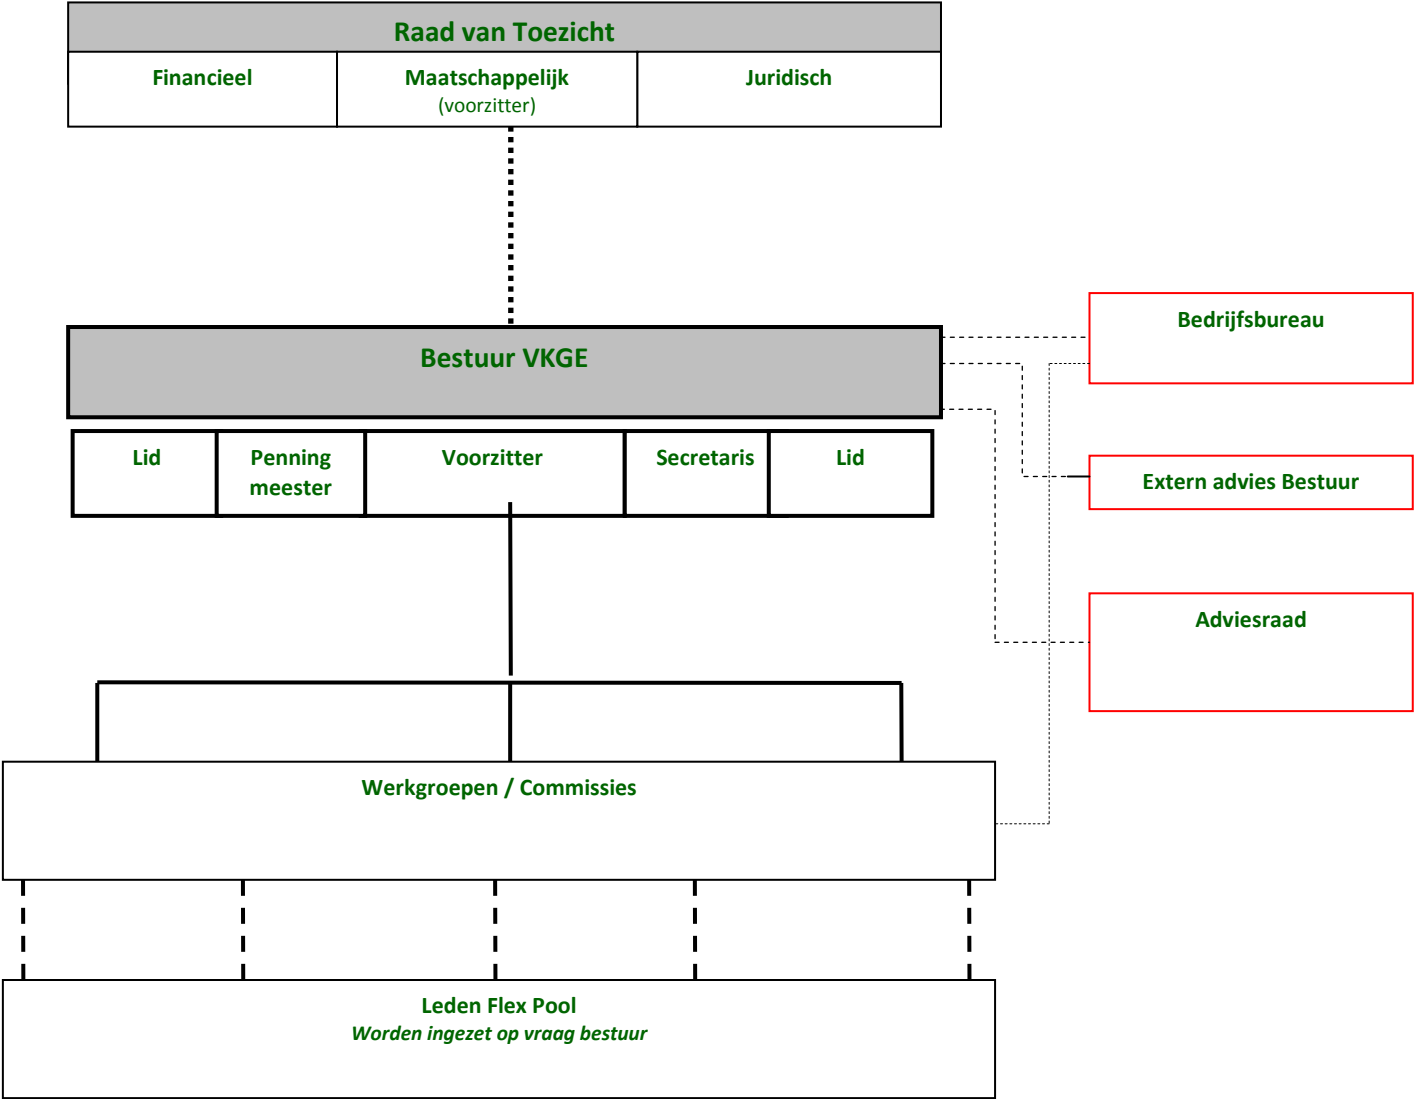 Raad van Toezicht
Financieel
Maatschappelijk
(voorzitter)
Juridisch
Bedrijfsbureau
Bestuur VKGE
Lid
Penning
meester
Voorzitter
Secretaris
Lid
Extern advies Bestuur
Adviesraad
Werkgroepen / Commissies
Leden Flex Pool
Worden ingezet op vraag bestuur